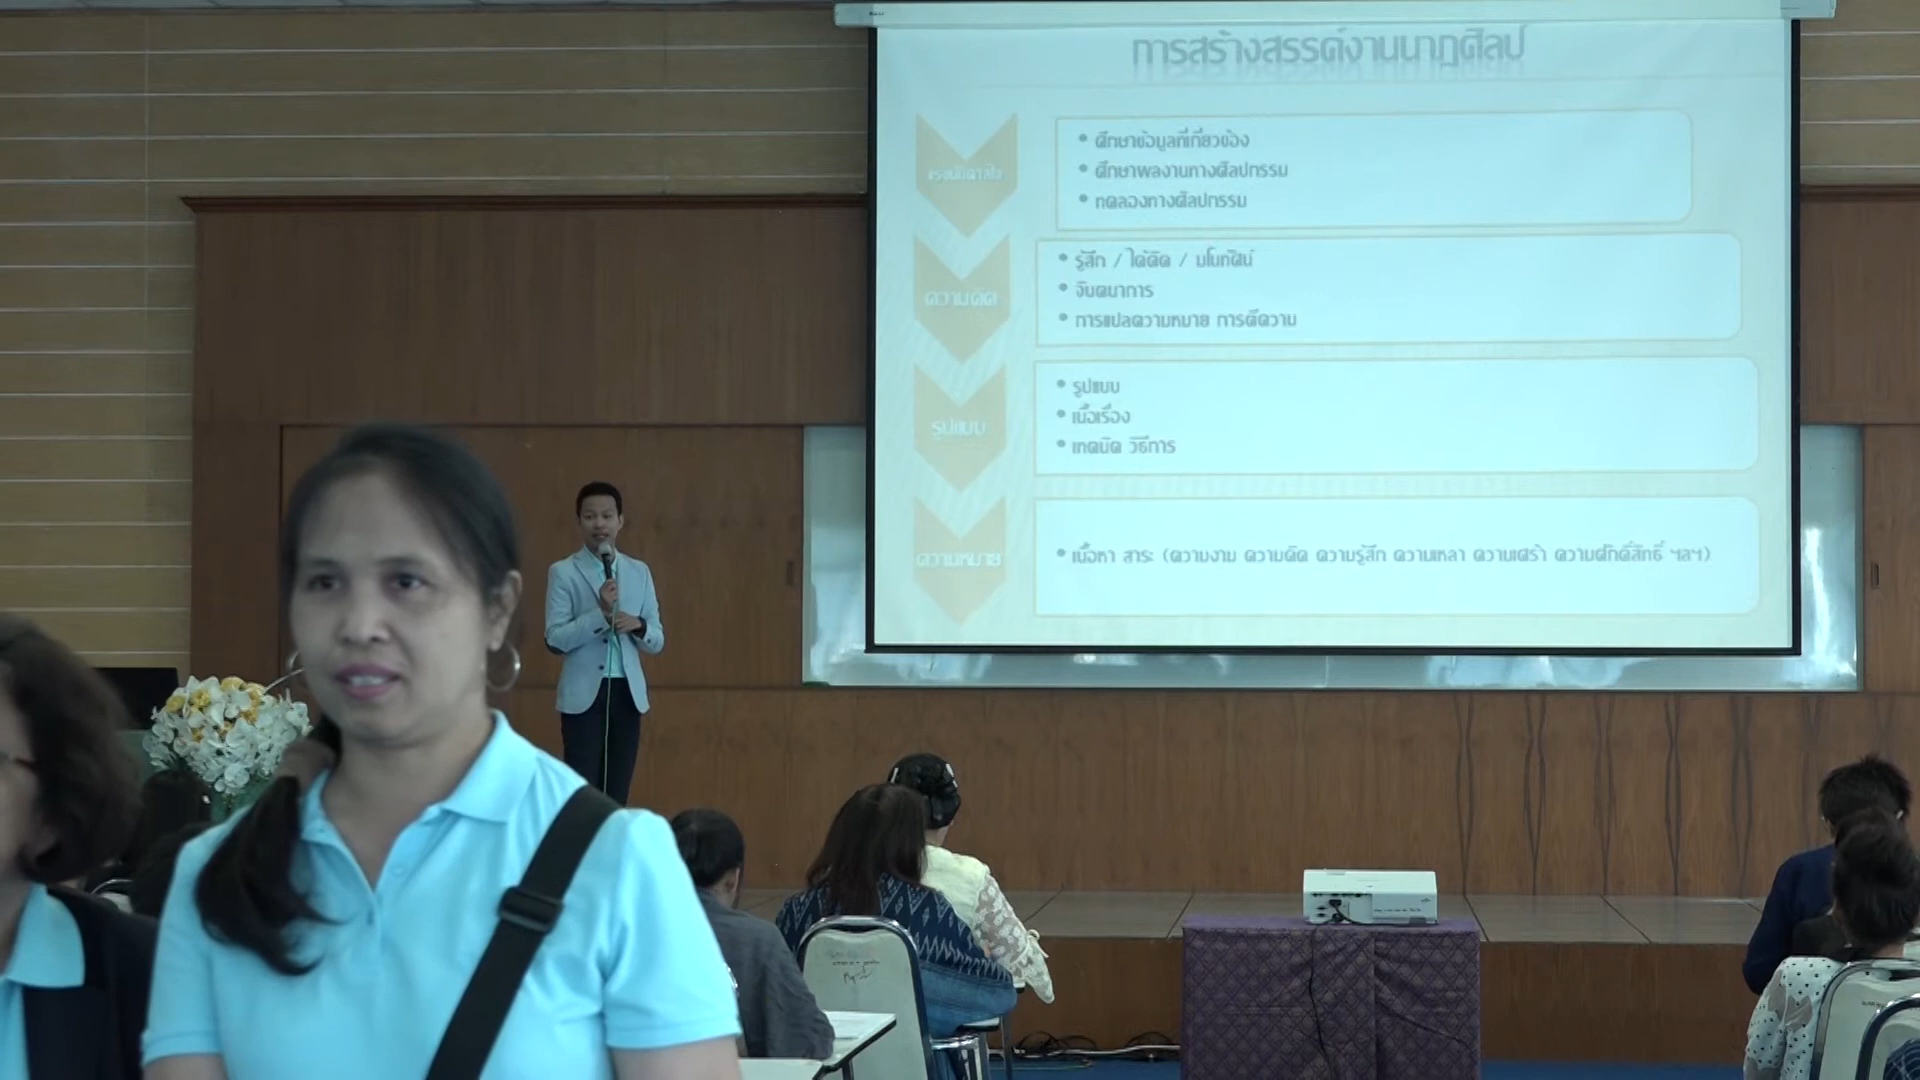 การสร้างสรรค์งานนาฏศิลป์
แรงบันดาลใจ
• ศึกษาข้อมูลที่เกี่ยวข้อง
• ศึกษาผลงานทางศิลปกรรม
• ทดลองทางศิลปกรรม
ความคิด
• รู้สึก / ได้คิด / มโนทัศน์
• จินตนาการ
• การแปลความหมาย การตีความ
รูปแบบ
• รูปแบบ
• เนื้อเรื่อง
• เทคนิค วิธีการ
ความหมาย
• เนื้อหา สาระ (ความงาม ความคิด ความรู้สึก ความเหลา ความเศร้า ความศักดิ์สิทธิ์ ฯลฯ)